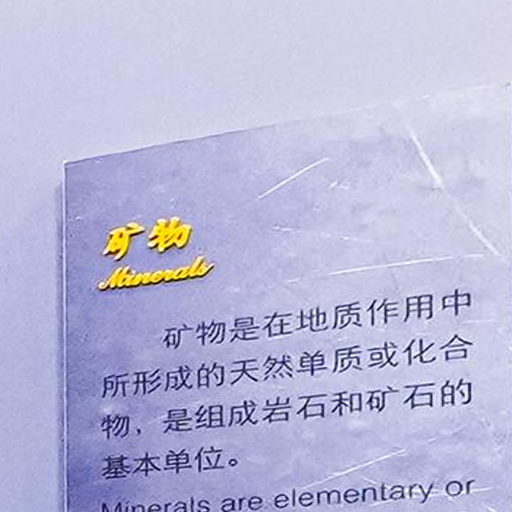 矿物
Minerals
矿物是在地质作用中
所形成的天然单质或化合
物，是组成岩石和矿石的
基本单位。
Minerals are elementary or